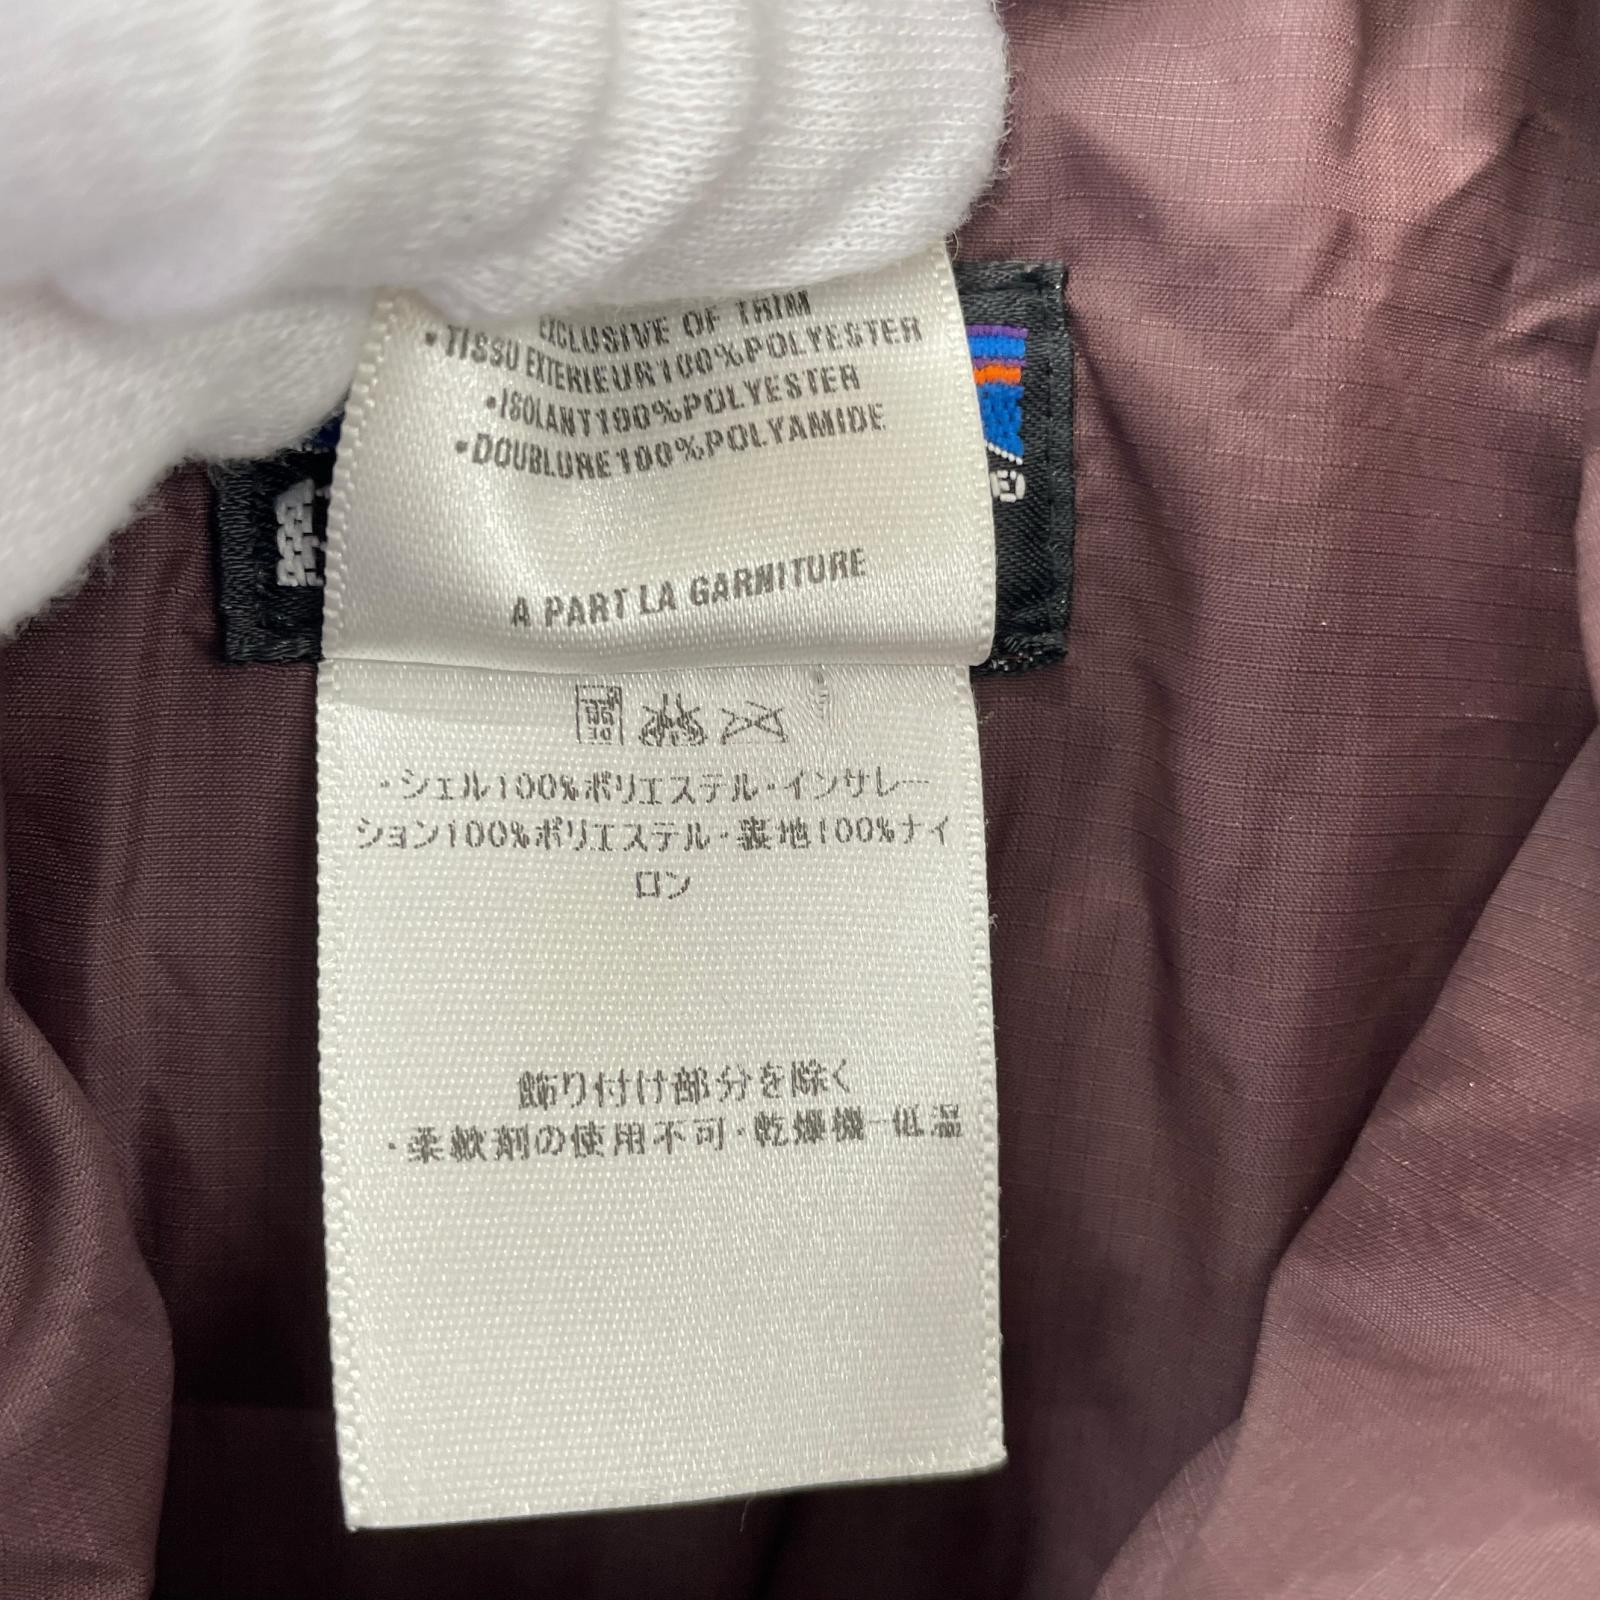 EXCLUSIVE OF TRIM
•TISSU EXTERIEUR100%POLYESTER
•ISOLANT100%POLYESTER
•DOUBLURE100%POLYAMIDE
A PART LA GARNITURE
・シェル100%ポリエステル・インサレー
ション100%ポリエステル・裏地100%ナイ
ロン
飾り付け部分を除く
・柔軟剤の使用不可・乾燥機－低温